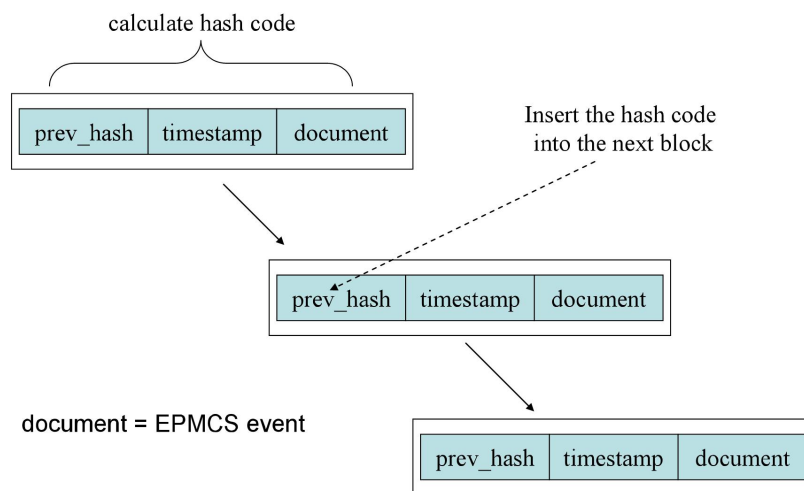 calculate hash code
prev_hash timestamp document
Insert the hash code
into the next block
prev_hash timestamp document
document = EPMCS event
prev_hash timestamp document